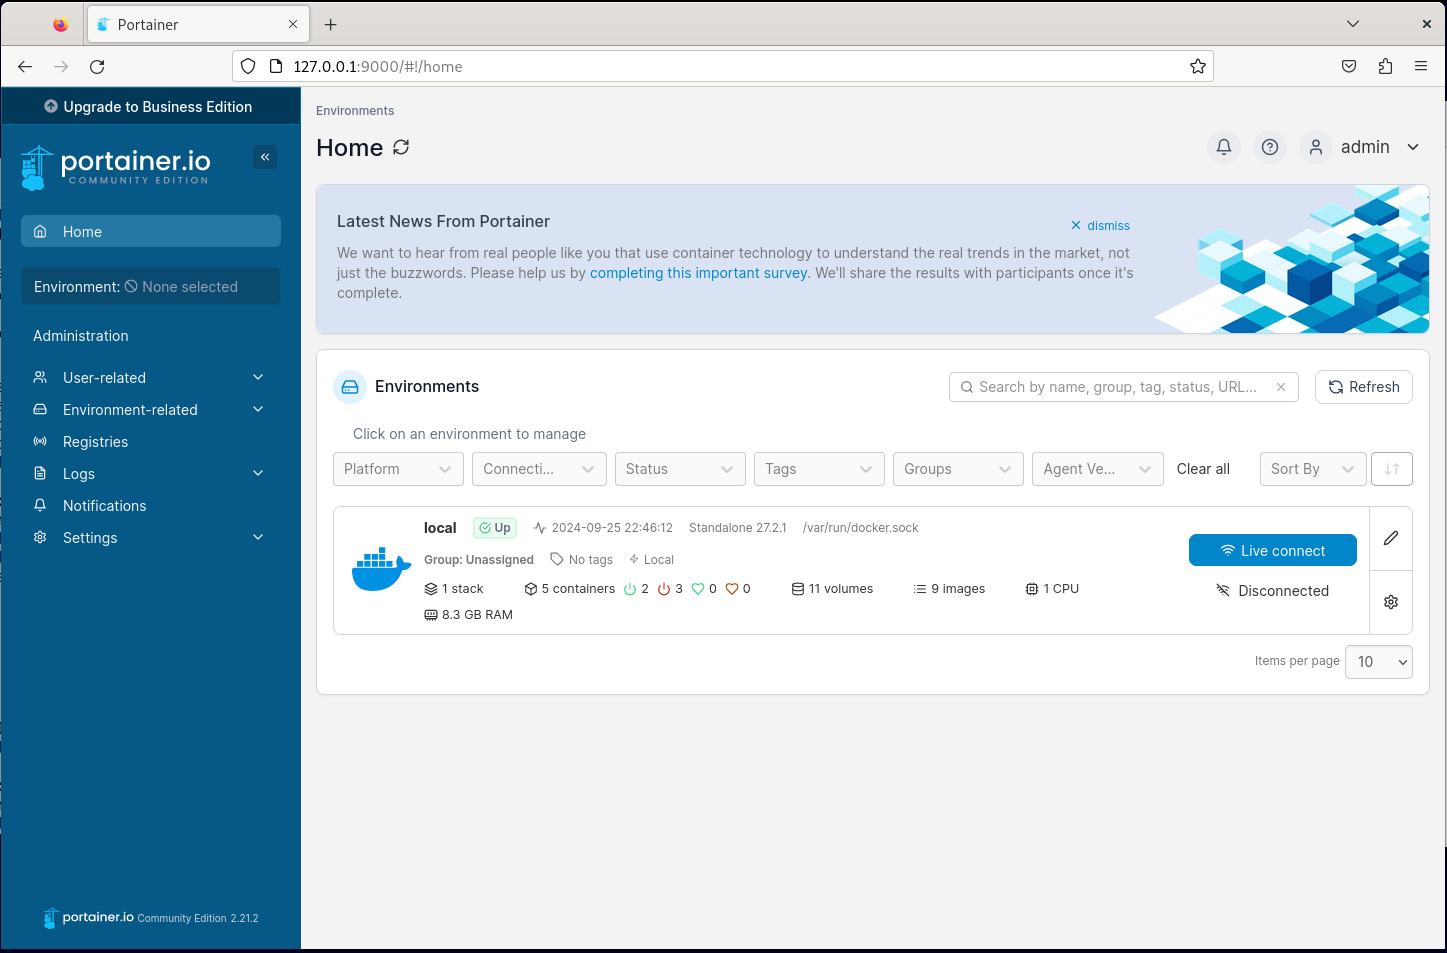 Portainer
127.0.0.1:9000/#!/home
Upgrade to Business Edition
portainer.io
COMMUNITY EDITION
Home
Environment: None selected
Administration
User-related
Environment-related
Registries
Logs
Notifications
Settings
portainer.io Community Edition 2.21.2
Environments
Home
admin
Latest News From Portainer
dismiss
We want to hear from real people like you that use container technology to understand the real trends in the market, not
just the buzzwords. Please help us by completing this important survey. We'll share the results with participants once it's
complete.
Environments
Search by name, group, tag, status, URL...
Refresh
Click on an environment to manage
Platform
Connecti...
Status
Tags
Groups
Agent Ve...
Clear all
Sort By
local Up 2024-09-25 22:46:12 Standalone 27.2.1 /var/run/docker.sock
Group: Unassigned No tags Local
1 stack 5 containers 2 3 0 0 11 volumes 9 images 1 CPU
8.3 GB RAM
Live connect
Disconnected
Items per page 10